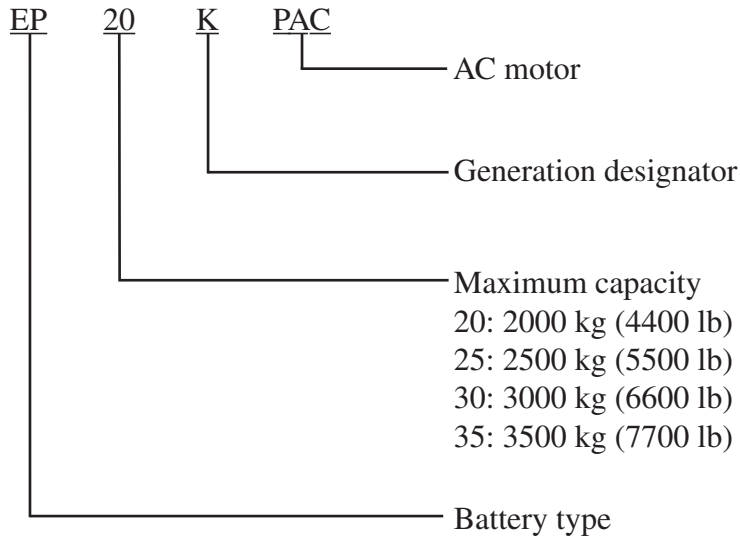 EP 20 K PAC
AC motor
Generation designator
Maximum capacity
20: 2000 kg (4400 lb)
25: 2500 kg (5500 lb)
30: 3000 kg (6600 lb)
35: 3500 kg (7700 lb)
Battery type